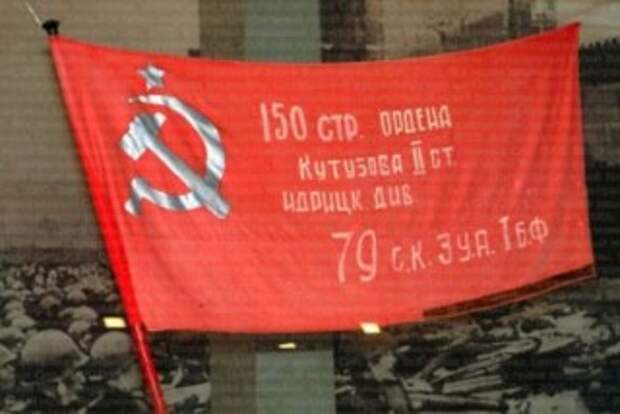 150 стр. ОРДЕНА
КУТУЗОВА II ст.
ИДРИЦК. ДИВ.
79 С.К. 3 У.А. 1 Б.Ф